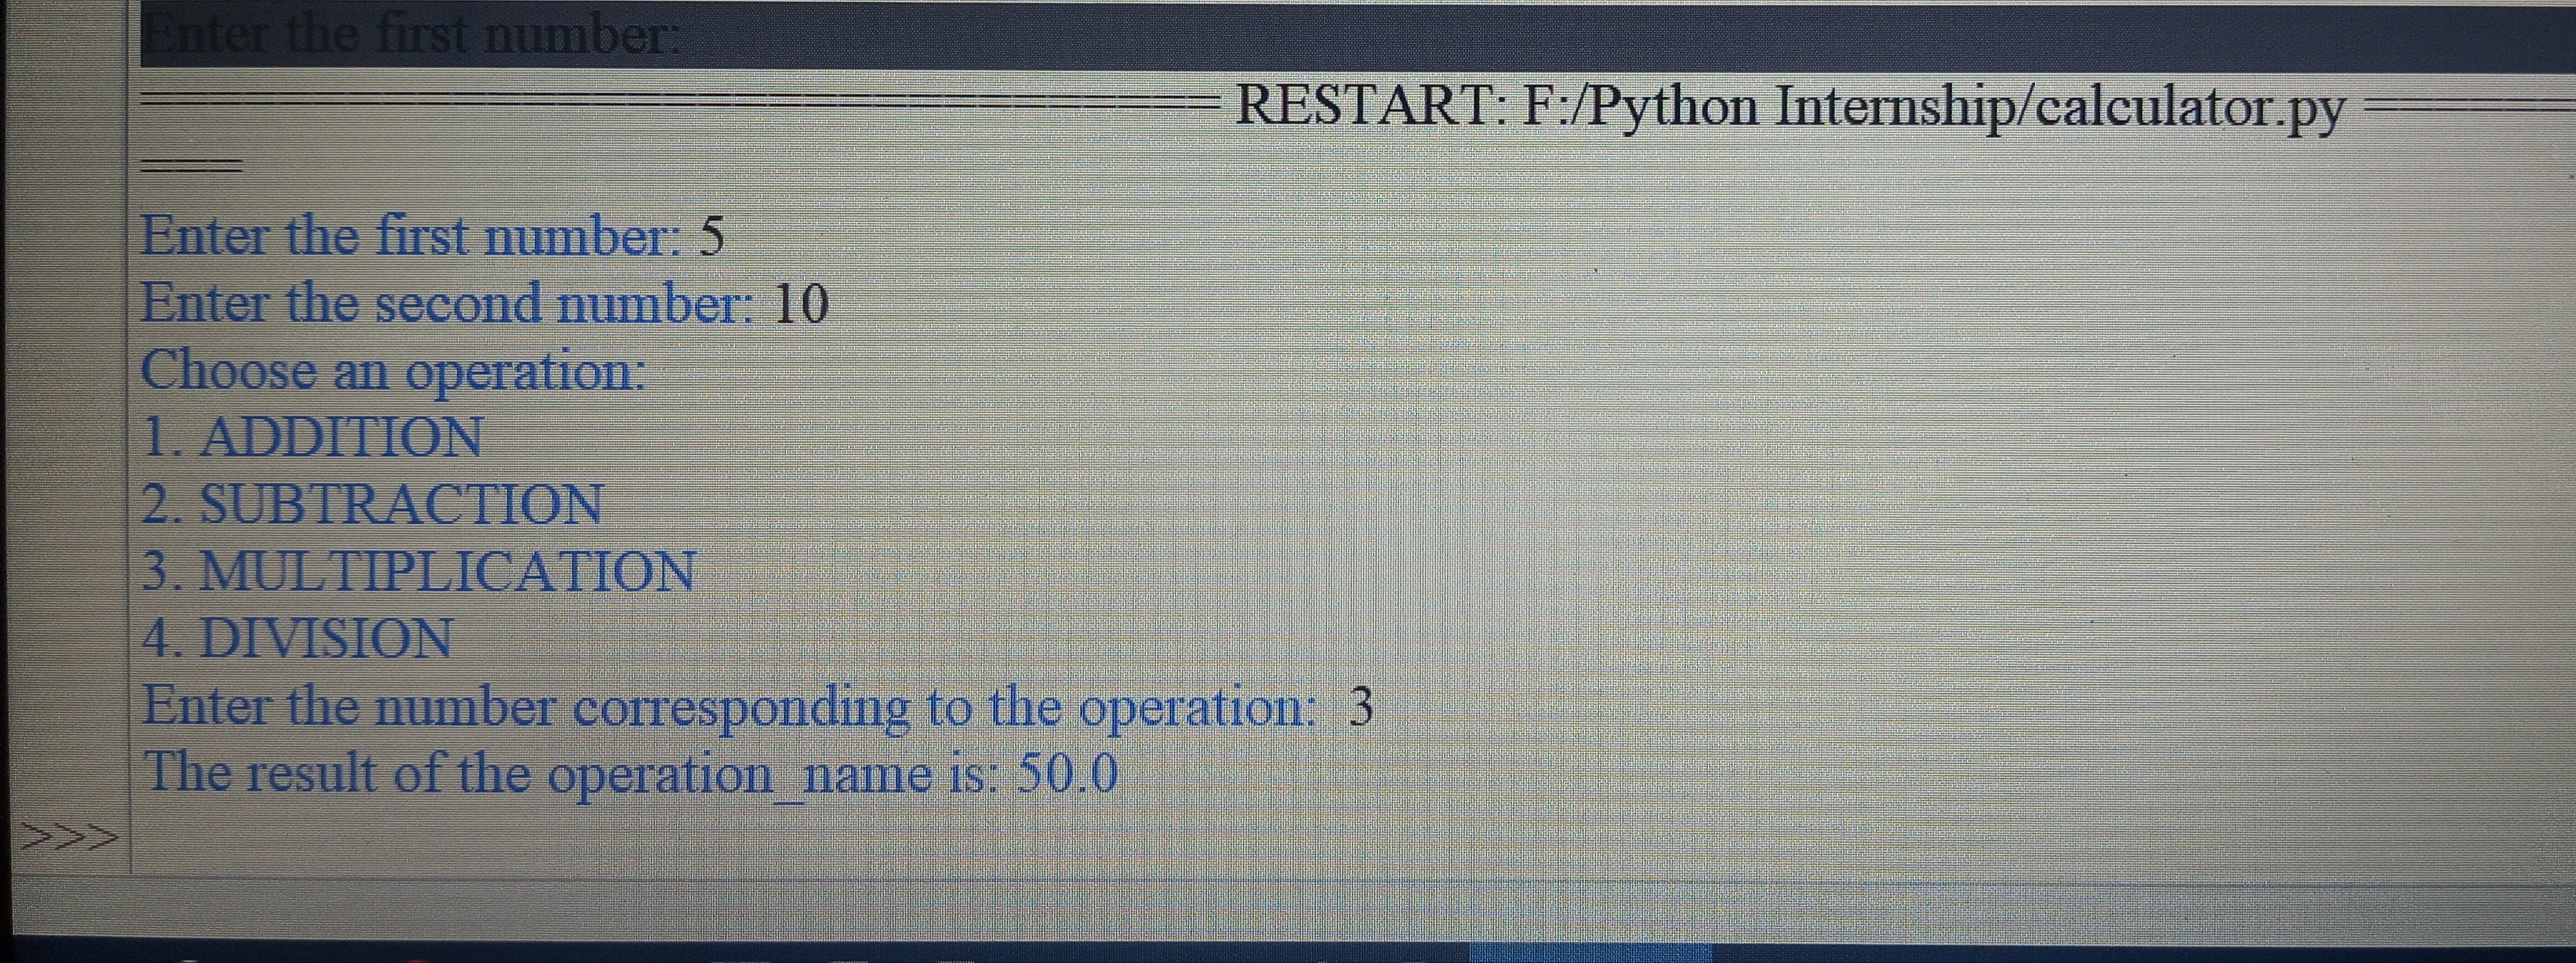 Enter the first number:
============================ RESTART: F:/Python Internship/calculator.py ======
===
Enter the first number: 5
Enter the second number: 10
Choose an operation:
1. ADDITION
2. SUBTRACTION
3. MULTIPLICATION
4. DIVISION
Enter the number corresponding to the operation:  3
The result of the operation_name is: 50.0
>>>